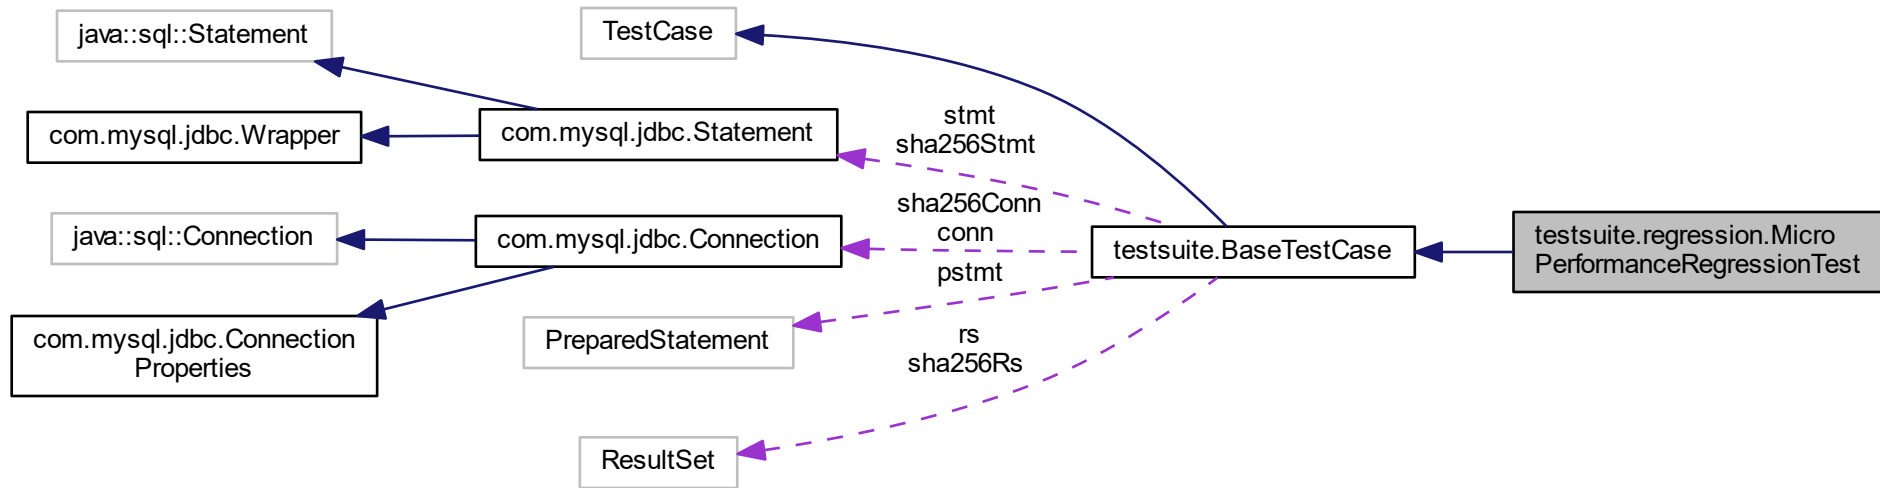 java::sql::Statement
TestCase
com.mysql.jdbc.Wrapper
com.mysql.jdbc.Statement
stmt
sha256Stmt
java::sql::Connection
com.mysql.jdbc.Connection
sha256Conn
conn
testsuite.BaseTestCase
testsuite.regression.Micro
PerformanceRegressionTest
com.mysql.jdbc.Connection
Properties
PreparedStatement
pstmt
rs
sha256Rs
ResultSet